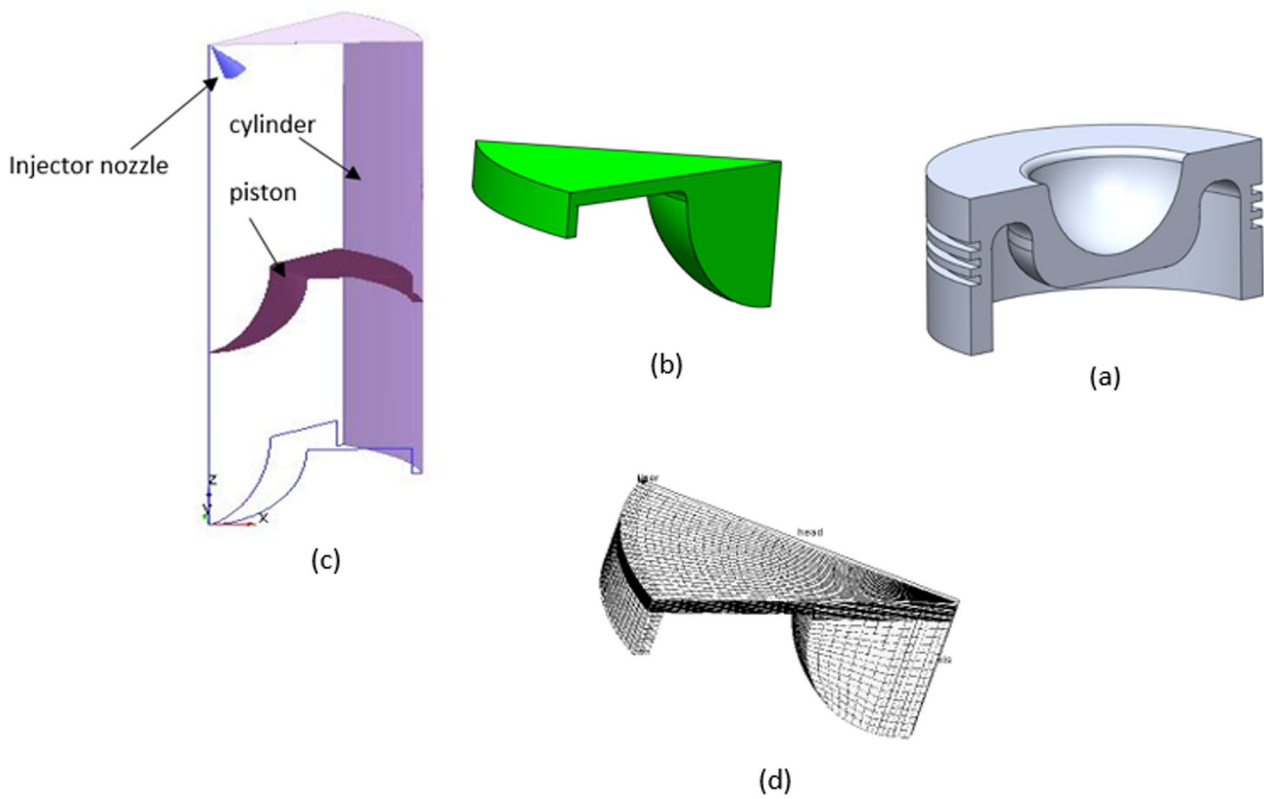 cylinder
Injector nozzle
piston
z
Y
X
(c)
(b)
(a)
head
(d)